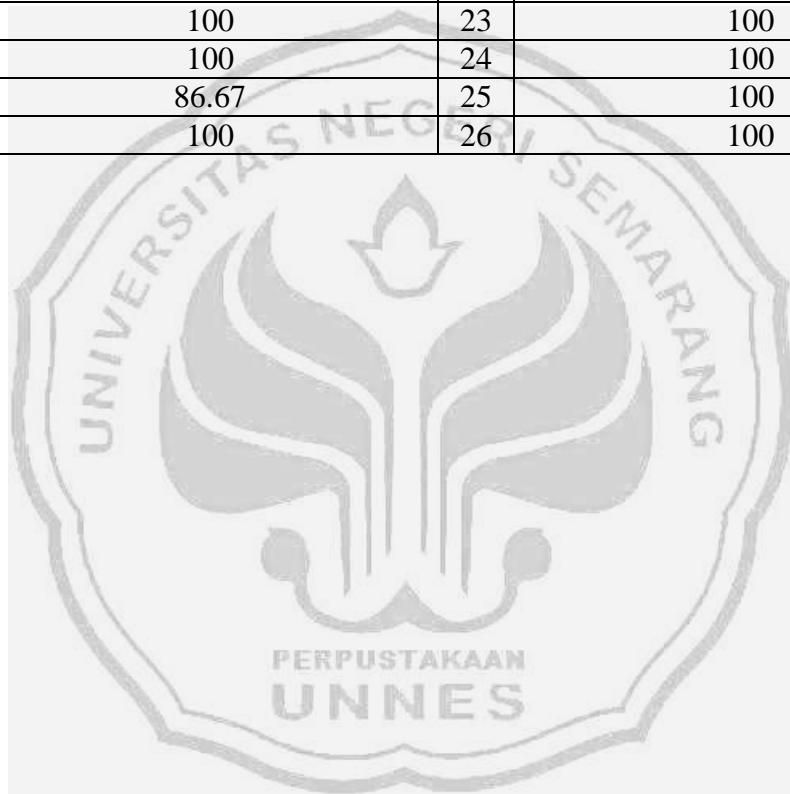 100 23 100
100 24 100
86.67 25 100
100 26 100
UNIVERSITAS NEGERI SEMARANG
PERPUSTAKAAN
UNNES